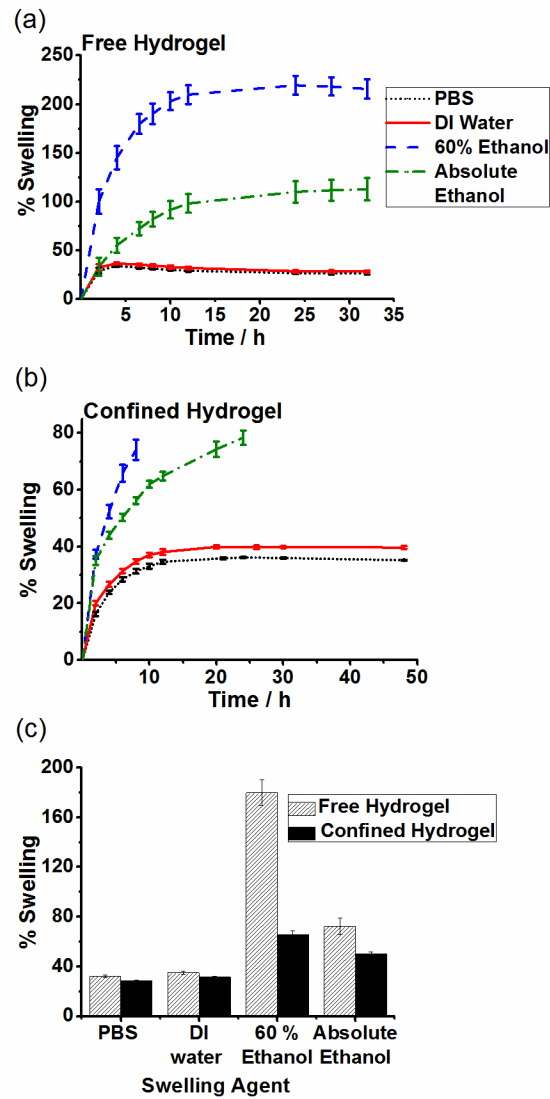 (a)
Free Hydrogel
250
200
150
100
50
0
% Swelling
5 10 15 20 25 30 35
Time / h
PBS
DI Water
60% Ethanol
Absolute
Ethanol
(b)
Confined Hydrogel
80
60
40
20
0
% Swelling
10 20 30 40 50
Time / h
(c)
200
160
120
80
40
0
% Swelling
Free Hydrogel
Confined Hydrogel
PBS DI 60 % Absolute
water Ethanol Ethanol
Swelling Agent